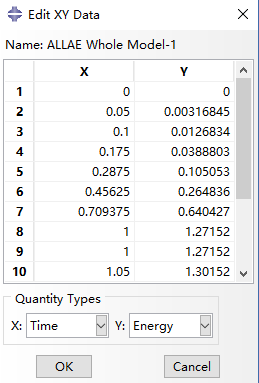 Edit XY Data
Name: ALLAE Whole Model-1
X Y
1 0 0
2 0.05 0.00316845
3 0.1 0.0126834
4 0.175 0.0388803
5 0.2875 0.105053
6 0.45625 0.264836
7 0.709375 0.640427
8 1 1.27152
9 1 1.27152
10 1.05 1.30152
Quantity Types
X: Time Y: Energy
OK Cancel